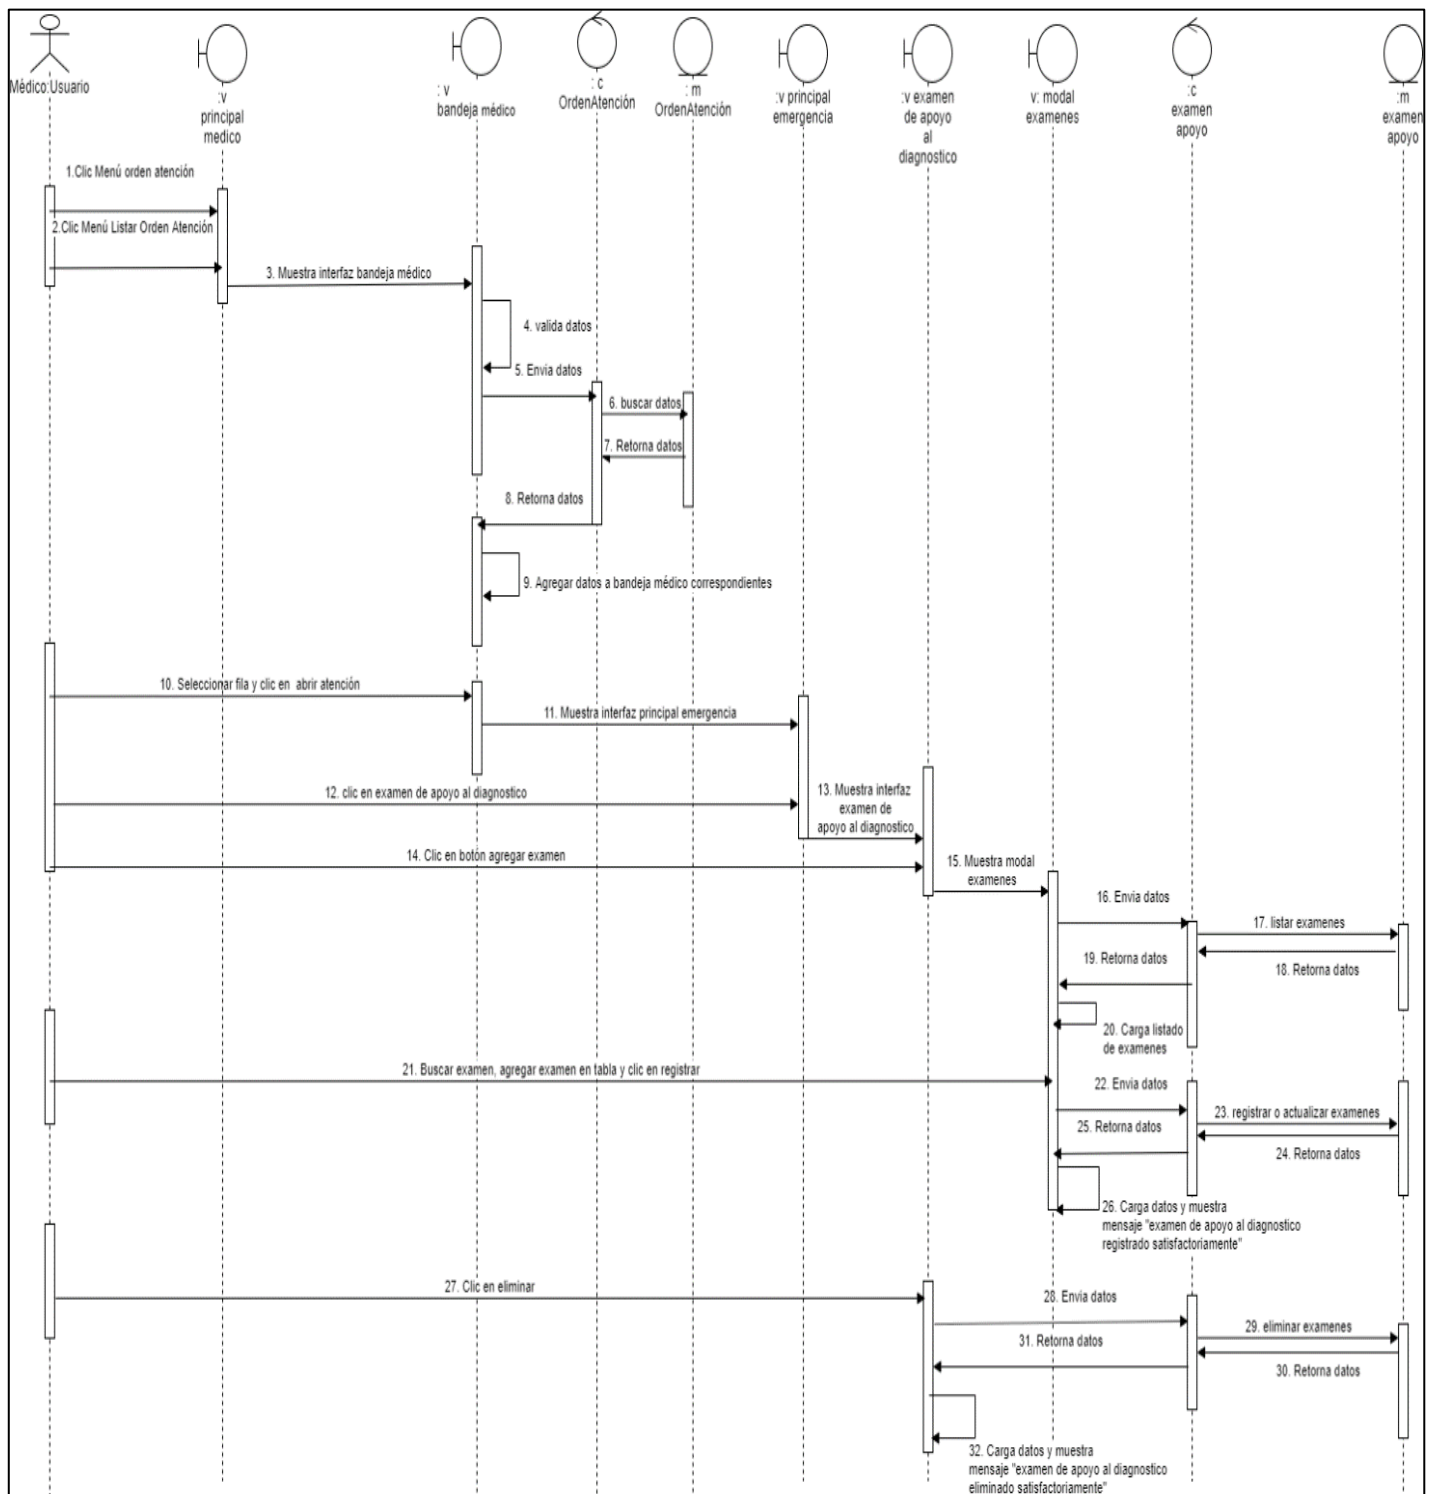 Médico:Usuario
:v
principal
medico
: v
bandeja médico
: c
OrdenAtención
: m
OrdenAtención
:v principal
emergencia
:v examen
de apoyo
al
diagnostico
v: modal
examenes
:c
examen
apoyo
:m
examen
apoyo
1.Clic Menú orden atención
2.Clic Menú Listar Orden Atención
3. Muestra interfaz bandeja médico
4. valida datos
5. Envia datos
6. buscar datos
7. Retorna datos
8. Retorna datos
9. Agregar datos a bandeja médico correspondientes
10. Seleccionar fila y clic en abrir atención
11. Muestra interfaz principal emergencia
12. clic en examen de apoyo al diagnostico
13. Muestra interfaz
examen de
apoyo al diagnostico
14. Clic en botón agregar examen
15. Muestra modal
examenes
16. Envia datos
17. listar examenes
18. Retorna datos
19. Retorna datos
20. Carga listado
de examenes
21. Buscar examen, agregar examen en tabla y clic en registrar
22. Envia datos
23. registrar o actualizar examenes
24. Retorna datos
25. Retorna datos
26. Carga datos y muestra
mensaje "examen de apoyo al diagnostico
registrado satisfactoriamente"
27. Clic en eliminar
28. Envia datos
29. eliminar examenes
30. Retorna datos
31. Retorna datos
32. Carga datos y muestra
mensaje "examen de apoyo al diagnostico
eliminado satisfactoriamente"